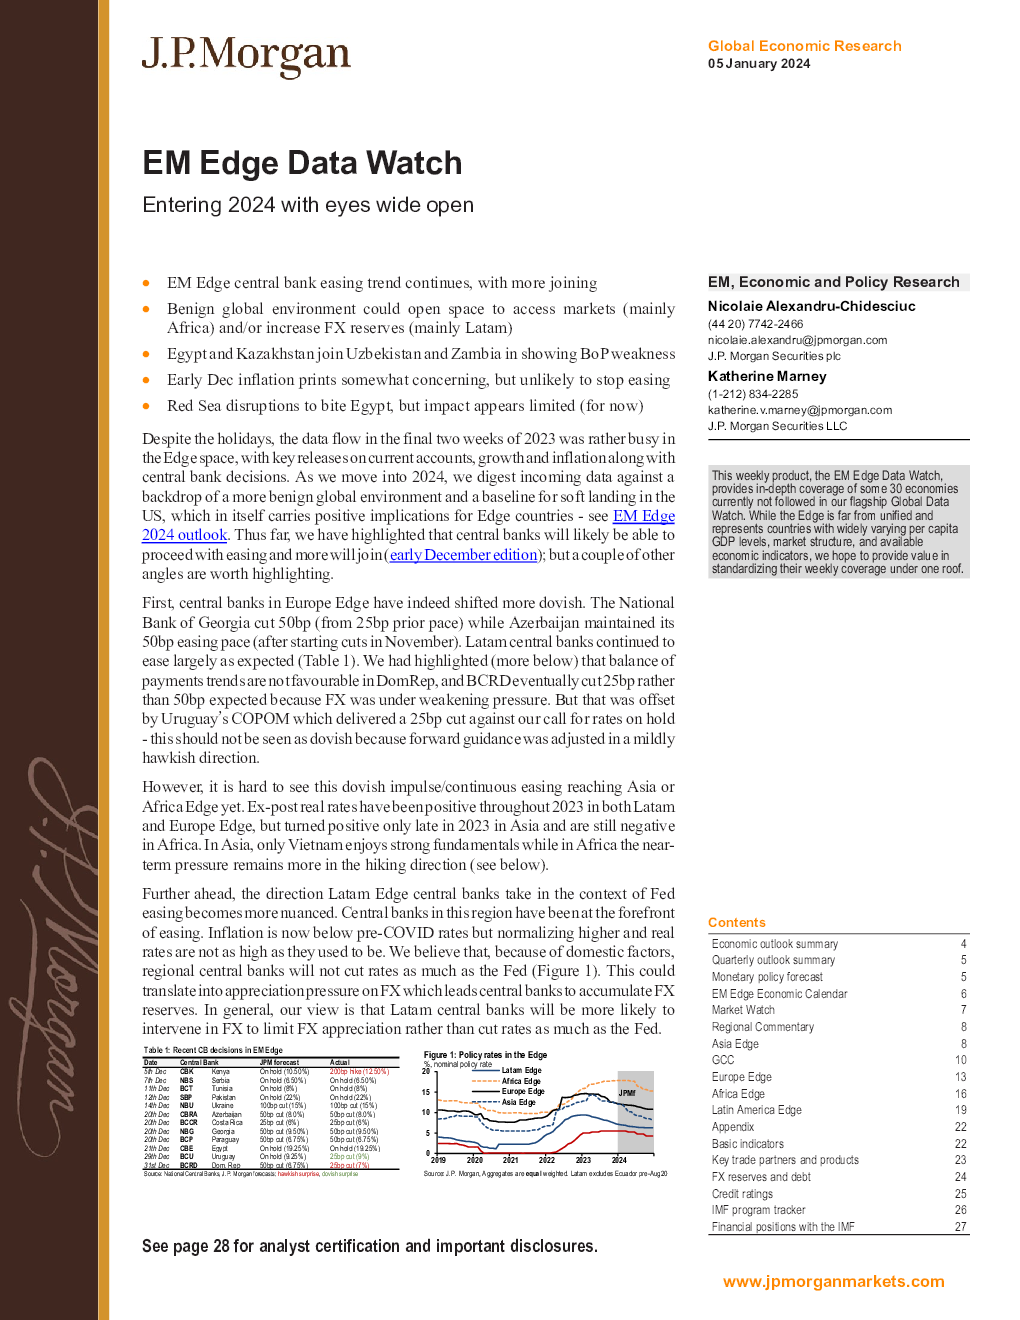 J.P.Morgan
Global Economic Research
05 January 2024
EM Edge Data Watch
Entering 2024 with eyes wide open
• EM Edge central bank easing trend continues, with more joining
• Benign global environment could open space to access markets (mainly
Africa) and/or increase FX reserves (mainly Latam)
• Egypt and Kazakhstan join Uzbekistan and Zambia in showing BoP weakness
• Early Dec inflation prints somewhat concerning, but unlikely to stop easing
• Red Sea disruptions to bite Egypt, but impact appears limited (for now)
Despite the holidays, the data flow in the final two weeks of 2023 was rather busy in
the Edge space, with key releases on current accounts, growth and inflation along with
central bank decisions. As we move into 2024, we digest incoming data against a
backdrop of a more benign global environment and a baseline for soft landing in the
US, which in itself carries positive implications for Edge countries - see EM Edge
2024 outlook. Thus far, we have highlighted that central banks will likely be able to
proceed with easing and more will join (early December edition); but a couple of other
angles are worth highlighting.
First, central banks in Europe Edge have indeed shifted more dovish. The National
Bank of Georgia cut 50bp (from 25bp prior pace) while Azerbaijan maintained its
50bp easing pace (after starting cuts in November). Latam central banks continued to
ease largely as expected (Table 1). We had highlighted (more below) that balance of
payments trends are not favourable in DomRep, and BCRD eventually cut 25bp rather
than 50bp expected because FX was under weakening pressure. But that was offset
by Uruguay's COPOM which delivered a 25bp cut against our call for rates on hold
- this should not be seen as dovish because forward guidance was adjusted in a mildly
hawkish direction.
However, it is hard to see this dovish impulse/continuous easing reaching Asia or
Africa Edge yet. Ex-post real rates have been positive throughout 2023 in both Latam
and Europe Edge, but turned positive only late in 2023 in Asia and are still negative
in Africa. In Asia, only Vietnam enjoys strong fundamentals while in Africa the near-
term pressure remains more in the hiking direction (see below).
Further ahead, the direction Latam Edge central banks take in the context of Fed
easing becomes more nuanced. Central banks in this region have been at the forefront
of easing. Inflation is now below pre-COVID rates but normalizing higher and real
rates are not as high as they used to be. We believe that, because of domestic factors,
regional central banks will not cut rates as much as the Fed (Figure 1). This could
translate into appreciation pressure on FX which leads central banks to accumulate FX
reserves. In general, our view is that Latam central banks will be more likely to
intervene in FX to limit FX appreciation rather than cut rates as much as the Fed.
Table 1: Recent CB decisions in EM Edge
Date Central Bank JPM forecast Actual
5th Dec CBK Kenya On hold (10.50%) 200bp hike (12.50%)
7th Dec NBS Serbia On hold (6.50%) On hold (6.50%)
11th Dec BCT Tunisia On hold (8%) On hold (8%)
12th Dec SBP Pakistan On hold (22%) On hold (22%)
14th Dec NBU Ukraine 100bp cut (15%) 100bp cut (15%)
20th Dec CBRA Azerbaijan 50bp cut (8.0%) 50bp cut (8.0%)
20th Dec BCCR Costa Rica 25bp cut (6%) 25bp cut (6%)
20th Dec NBG Georgia 50bp cut (9.50%) 50bp cut (9.50%)
20th Dec BCP Paraguay 50bp cut (6.75%) 50bp cut (6.75%)
21th Dec CBE Egypt On hold (19.25%) On hold (19.25%)
29th Dec BCU Uruguay On hold (9.25%) 25bp cut (9%)
31st Dec BCRD Dom. Rep 50bp cut (6.75%) 25bp cut (7%)
Source: National Central Banks, J.P. Morgan forecasts; hawkish surprise, dovish surprise
Figure 1: Policy rates in the Edge
%, nominal policy rate
Latam Edge
Africa Edge
Europe Edge
Asia Edge
JPMf
20
15
10
5
0
2019 2020 2021 2022 2023 2024
Source: J.P. Morgan, Aggregates are equal weighted. Latam excludes Ecuador pre-Aug20
See page 28 for analyst certification and important disclosures.
EM, Economic and Policy Research
Nicolaie Alexandru-Chidesciuc
(44 20) 7742-2466
nicolaie.alexandru@jpmorgan.com
J.P. Morgan Securities plc
Katherine Marney
(1-212) 834-2285
katherine.v.marney@jpmorgan.com
J.P. Morgan Securities LLC
This weekly product, the EM Edge Data Watch,
provides in-depth coverage of some 30 economies
currently not followed in our flagship Global Data
Watch. While the Edge is far from unified and
represents countries with widely varying per capita
GDP levels, market structure, and available
economic indicators, we hope to provide value in
standardizing their weekly coverage under one roof.
Contents
Economic outlook summary 4
Quarterly outlook summary 5
Monetary policy forecast 5
EM Edge Economic Calendar 6
Market Watch 7
Regional Commentary 8
Asia Edge 8
GCC 10
Europe Edge 13
Africa Edge 16
Latin America Edge 19
Appendix 22
Basic indicators 22
Key trade partners and products 23
FX reserves and debt 24
Credit ratings 25
IMF program tracker 26
Financial positions with the IMF 27
www.jpmorganmarkets.com
J.P.Morgan